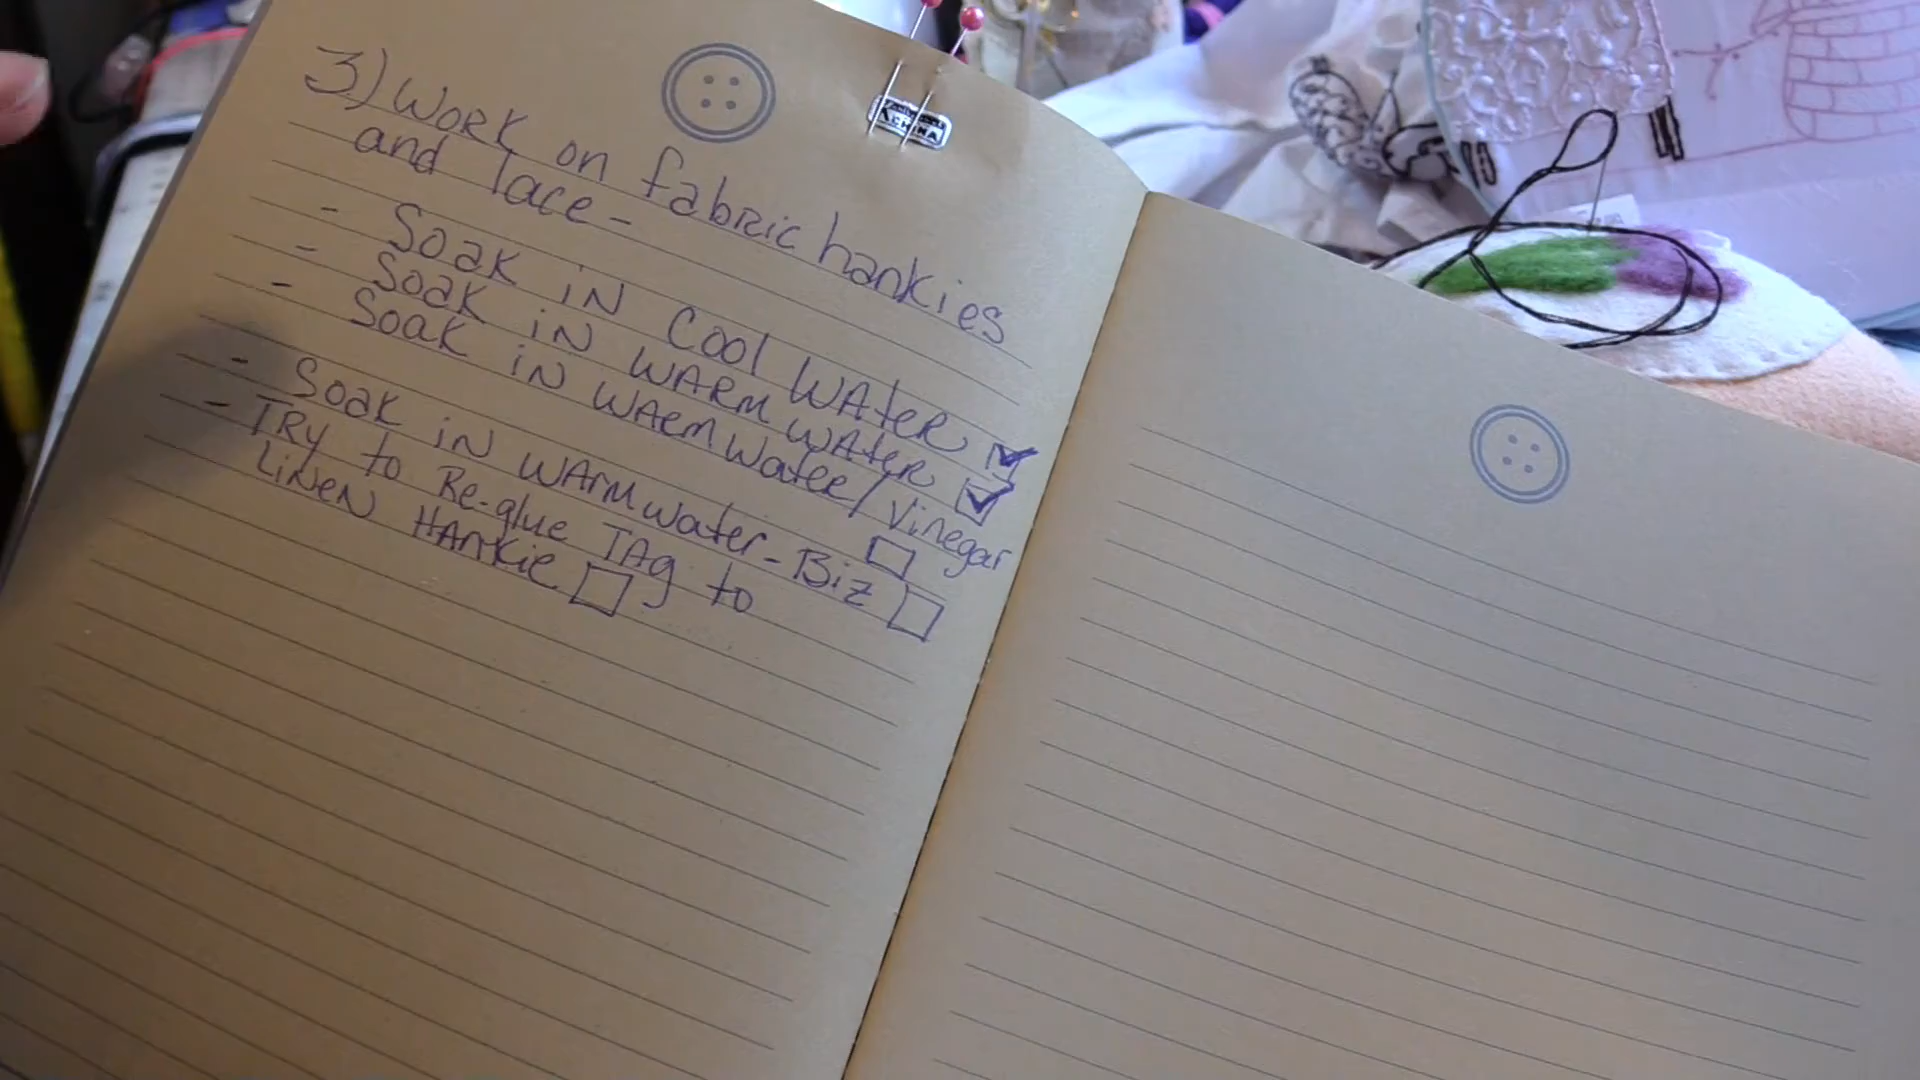 3) Work on fabric hankies
and lace -
- Soak in Cool WAteR ☑
- Soak in WARM WAteR ☑
- Soak in WARM Water/Vinegar ☐
- Soak in WArm Water - Biz ☐
- TRy to Re-glue TAg to
LiNeN HAnkie ☐
CHINA